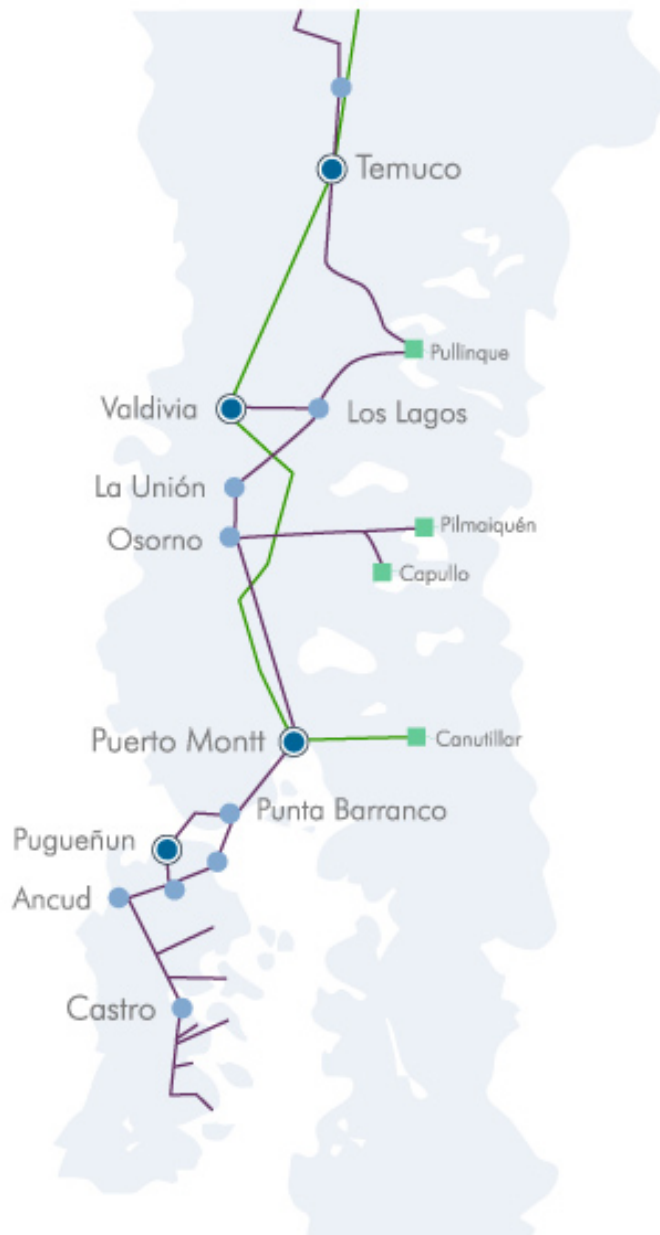 Temuco
Pullinque
Valdivia
Los Lagos
La Unión
Pilmaiquén
Osorno
Capullo
Puerto Montt
Canutillar
Punta Barranco
Pugueñun
Ancud
Castro